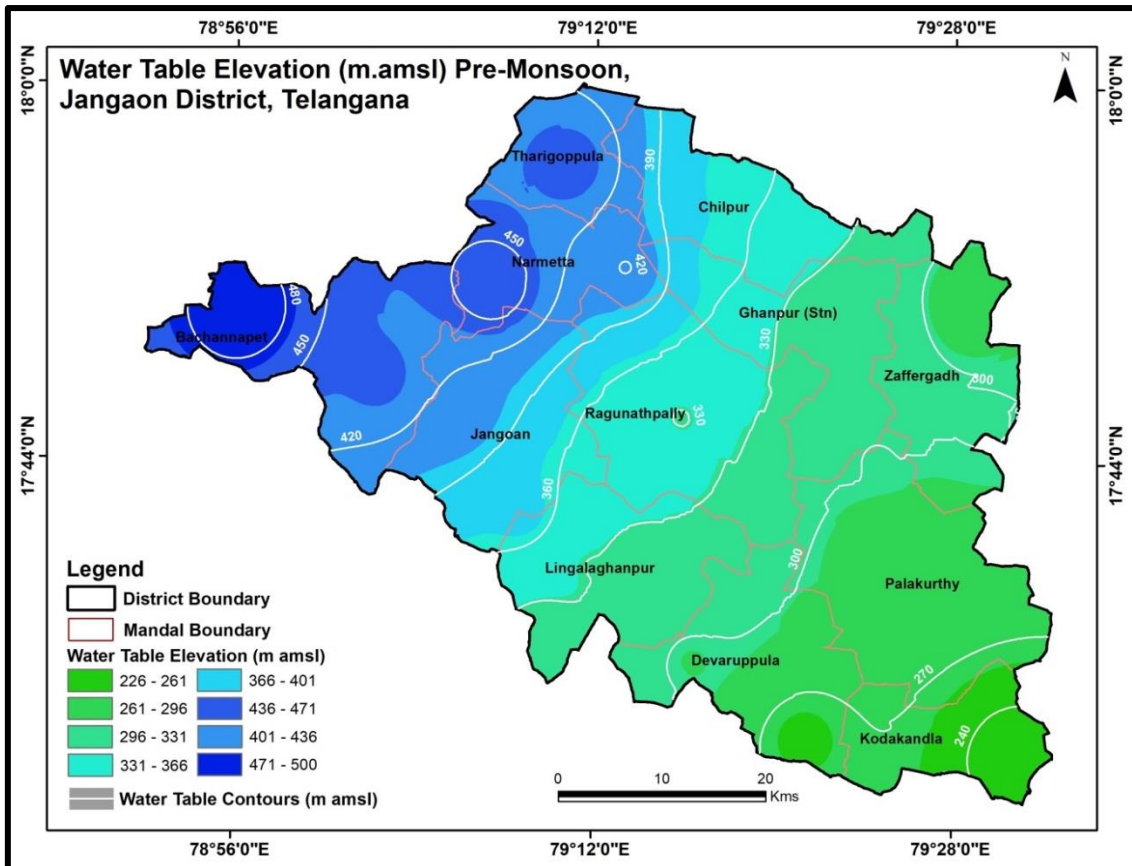 78°56'0"E 79°12'0"E 79°28'0"E
18°0'0"N
18°0'0"N
Water Table Elevation (m.amsl) Pre-Monsoon,
Jangaon District, Telangana
N
Tharigoppula
390
Chilpur
450
Narmetta
420
480
Bachannapet
450
Ghanpur (Stn)
330
Zaffergadh
300
Ragunathpally
330
420
Jangoan
17°44'0"N
17°44'0"N
360
Lingalaghanpur
300
Palakurthy
Devaruppula
270
Kodakandla
240
Legend
District Boundary
Mandal Boundary
Water Table Elevation (m amsl)
226 - 261 366 - 401
261 - 296 436 - 471
296 - 331 401 - 436
331 - 366 471 - 500
Water Table Contours (m amsl)
0 10 20
Kms
78°56'0"E 79°12'0"E 79°28'0"E